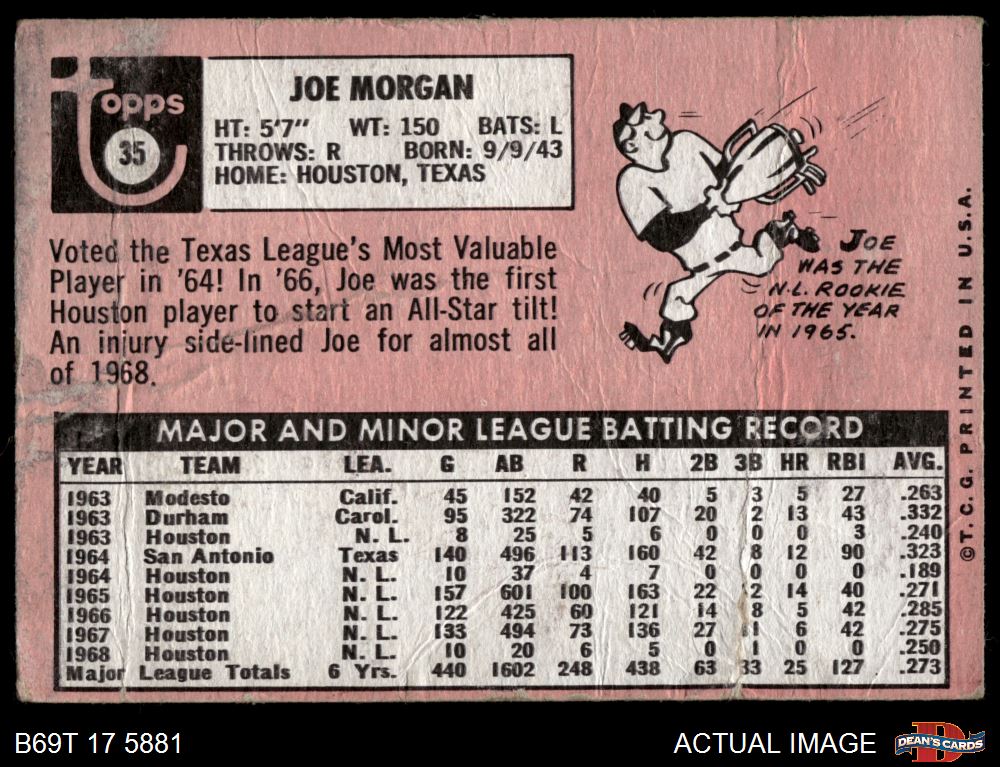 Topps
35
JOE MORGAN
HT: 5'7" WT: 150 BATS: L
THROWS: R BORN: 9/9/43
HOME: HOUSTON, TEXAS
Voted the Texas League's Most Valuable
Player in '64! In '66, Joe was the first
Houston player to start an All-Star tilt!
An injury side-lined Joe for almost all
of 1968.
JOE
WAS THE
N.L. ROOKIE
OF THE YEAR
IN 1965.
MAJOR AND MINOR LEAGUE BATTING RECORD
YEAR TEAM LEA. G AB R H 2B 3B HR RBI AVG.
1963 Modesto Calif. 45 152 42 40 5 3 5 27 .263
1963 Durham Carol. 95 322 74 107 20 2 13 43 .332
1963 Houston N. L. 8 25 5 6 0 0 0 3 .240
1964 San Antonio Texas 140 496 113 160 42 8 12 90 .323
1964 Houston N. L. 10 37 4 7 0 0 0 0 .189
1965 Houston N. L. 157 601 100 163 22 12 14 40 .271
1966 Houston N. L. 122 425 60 121 14 8 5 42 .285
1967 Houston N. L. 133 494 73 136 27 11 6 42 .275
1968 Houston N. L. 10 20 6 5 0 1 0 0 .250
Major League Totals 6 Yrs. 440 1602 248 438 63 33 25 127 .273
©T.C.G. PRINTED IN U.S.A.
B69T 17 5881
ACTUAL IMAGE
D
DEAN'S CARDS